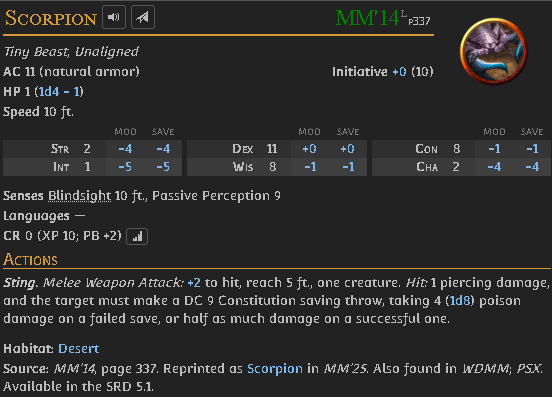 SCORPION MM'14 L P337
Tiny Beast, Unaligned
AC 11 (natural armor) Initiative +0 (10)
HP 1 (1d4 − 1)
Speed 10 ft.
MOD SAVE MOD SAVE MOD SAVE
STR 2 −4 −4 DEX 11 +0 +0 CON 8 −1 −1
INT 1 −5 −5 WIS 8 −1 −1 CHA 2 −4 −4
Senses Blindsight 10 ft., Passive Perception 9
Languages —
CR 0 (XP 10; PB +2)
ACTIONS
Sting. Melee Weapon Attack: +2 to hit, reach 5 ft., one creature. Hit: 1 piercing damage,
and the target must make a DC 9 Constitution saving throw, taking 4 (1d8) poison
damage on a failed save, or half as much damage on a successful one.
Habitat: Desert
Source: MM'14, page 337. Reprinted as Scorpion in MM'25. Also found in WDMM; PSX.
Available in the SRD 5.1.